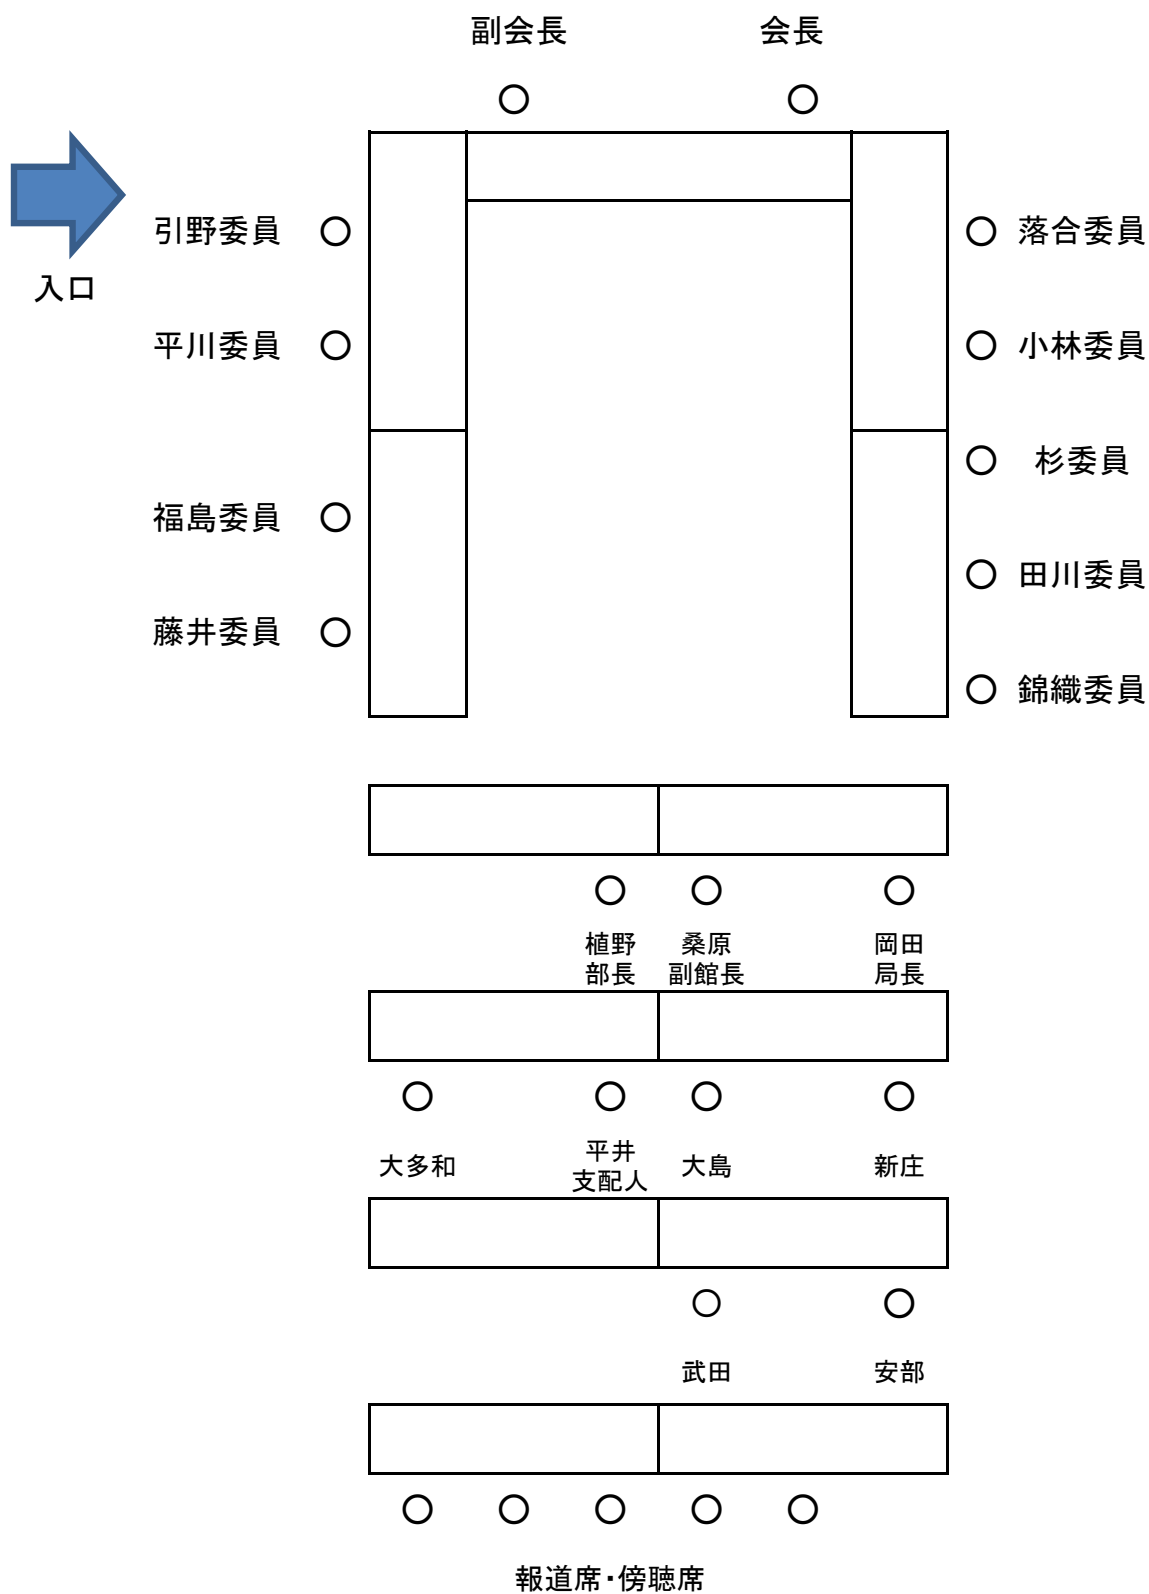 副会長
会長
引野委員 ○
○ 落合委員
入口
平川委員 ○
○ 小林委員
○ 杉委員
福島委員 ○
○ 田川委員
藤井委員 ○
○ 錦織委員
植野
部長
桑原
副館長
岡田
局長
大多和
平井
支配人
大島
新庄
武田
安部
報道席・傍聴席